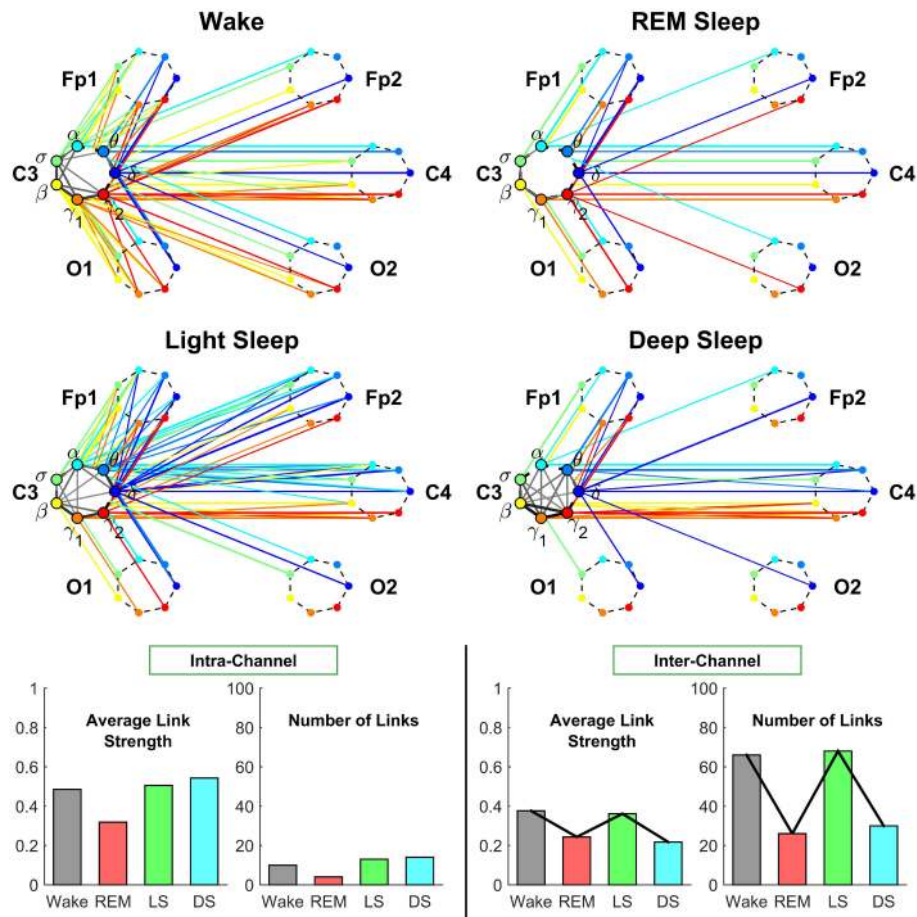 Wake
REM Sleep
Fp1
Fp2
Fp1
Fp2
α
θ
α
θ
σ
σ
C3
δ
C4
C3
δ
C4
β
β
γ1
γ2
γ1
γ2
O1
O2
O1
O2
Light Sleep
Deep Sleep
Fp1
Fp2
Fp1
Fp2
α
θ
α
θ
σ
σ
C3
δ
C4
C3
δ
C4
β
β
γ1
γ2
γ1
γ2
O1
O2
O1
O2
Intra-Channel
Inter-Channel
1
0.8
0.6
0.4
0.2
0
Average Link
Strength
Wake REM LS DS
100
80
60
40
20
0
Number of Links
Wake REM LS DS
1
0.8
0.6
0.4
0.2
0
Average Link
Strength
Wake REM LS DS
100
80
60
40
20
0
Number of Links
Wake REM LS DS